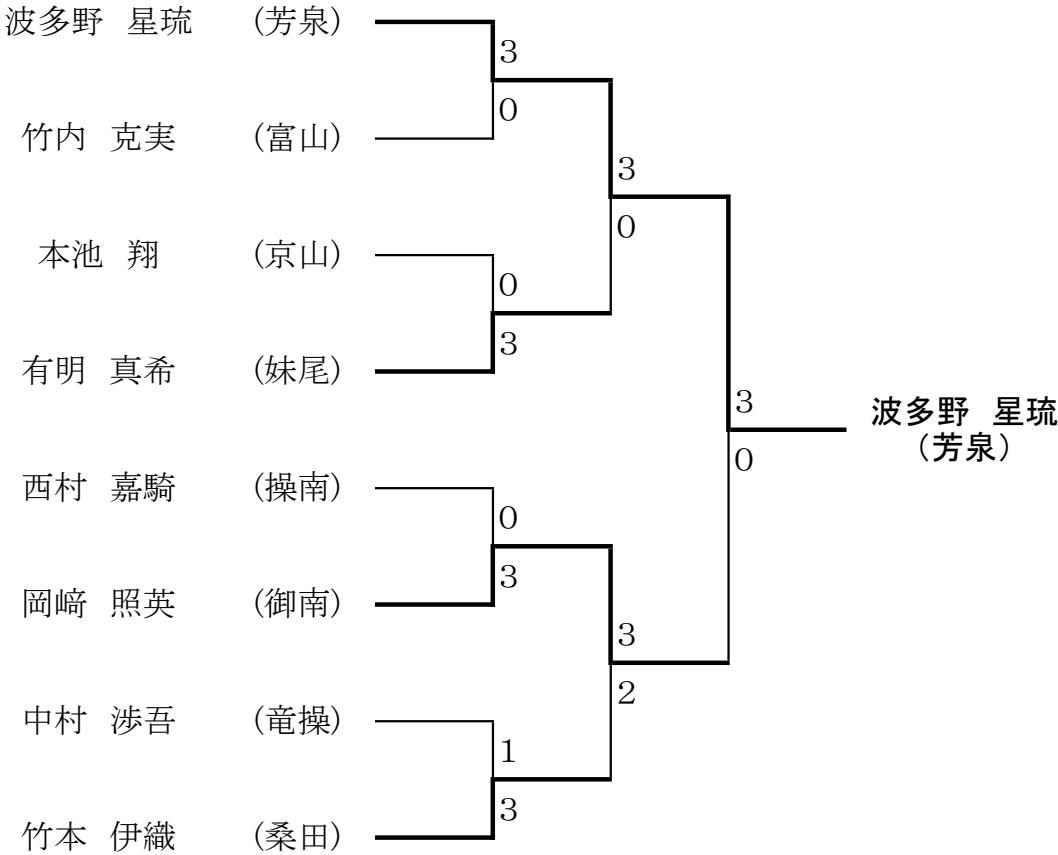 波多野 星琉 (芳泉)
3
0
竹内 克実 (富山)
3
0
本池 翔 (京山)
0
3
有明 真希 (妹尾)
3
0
波多野 星琉
(芳泉)
西村 嘉騎 (操南)
0
3
岡﨑 照英 (御南)
3
2
中村 渉吾 (竜操)
1
3
竹本 伊織 (桑田)